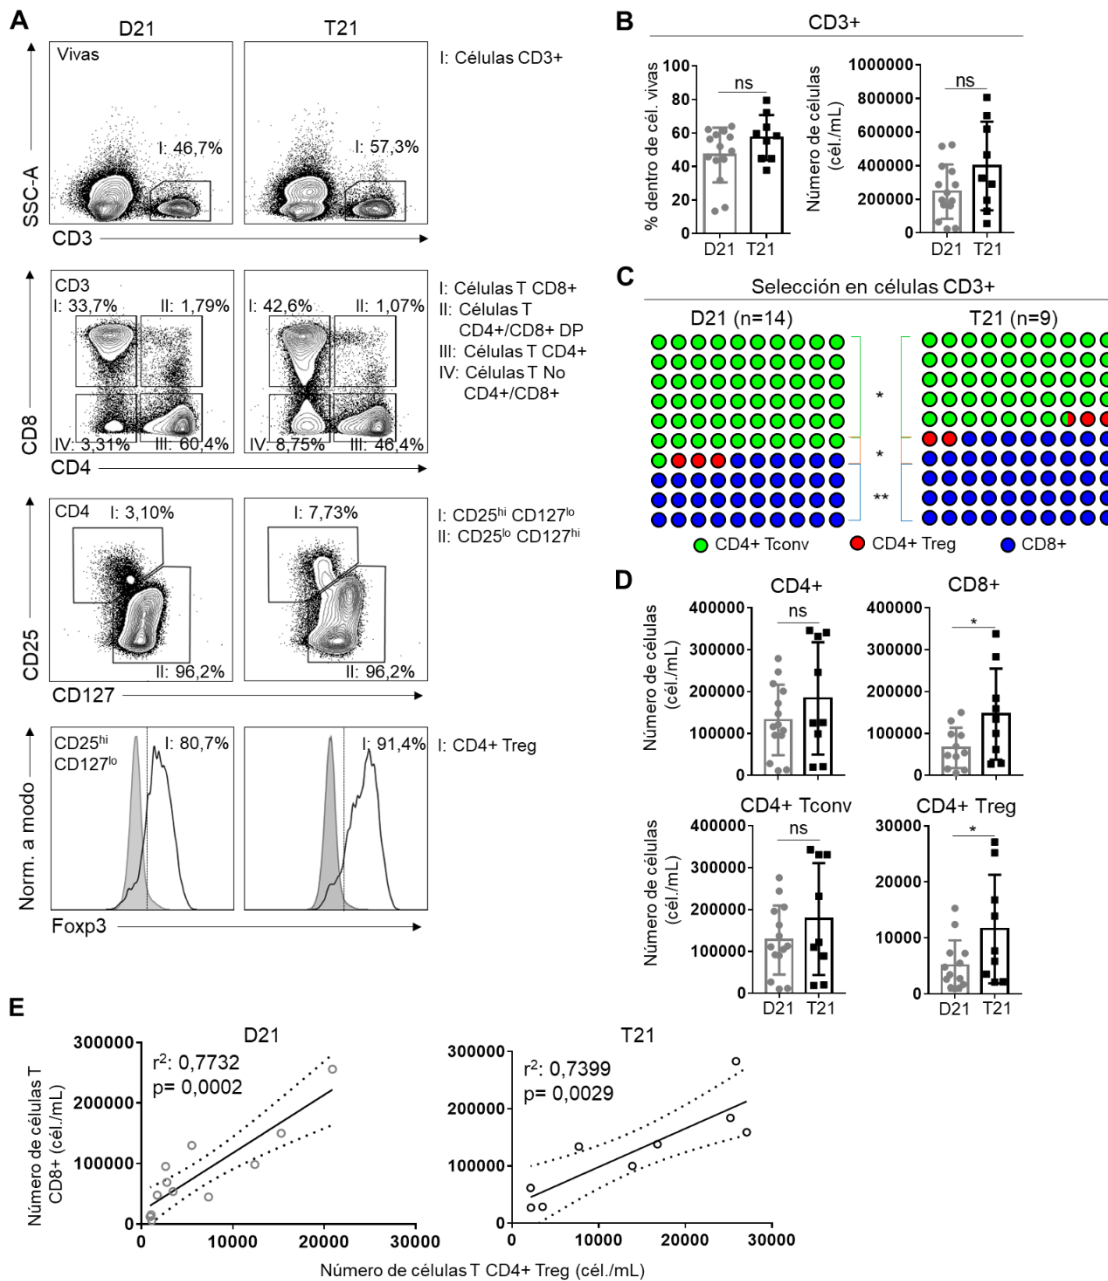 A
D21
T21
Vivas
I: 46,7%
I: 57,3%
I: Células CD3+
SSC-A
CD3
CD3
I: 33,7%
II: 1,79%
IV: 3,31%
III: 60,4%
I: 42,6%
II: 1,07%
IV: 8,75%
III: 46,4%
I: Células T CD8+
II: Células T
CD4+/CD8+ DP
III: Células T CD4+
IV: Células T No
CD4+/CD8+
CD8
CD4
CD4
I: 3,10%
II: 96,2%
I: 7,73%
II: 96,2%
I: CD25hi CD127lo
II: CD25lo CD127hi
CD25
CD127
CD25hi
CD127lo
I: 80,7%
I: 91,4%
I: CD4+ Treg
Norm. a modo
Foxp3
B
CD3+
% dentro de cél. vivas
100
80
60
40
20
0
ns
D21
T21
Número de células
(cél./mL)
1000000
800000
600000
400000
200000
0
ns
D21
T21
C
Selección en células CD3+
D21 (n=14)
T21 (n=9)
*
*
**
CD4+ Tconv
CD4+ Treg
CD8+
D
CD4+
Número de células
(cél./mL)
400000
300000
200000
100000
0
ns
CD8+
400000
300000
200000
100000
0
*
CD4+ Tconv
Número de células
(cél./mL)
400000
300000
200000
100000
0
ns
D21
T21
CD4+ Treg
30000
20000
10000
0
*
D21
T21
E
D21
r2: 0,7732
p= 0,0002
Número de células T
CD8+ (cél./mL)
300000
200000
100000
0
0
10000
20000
30000
T21
r2: 0,7399
p= 0,0029
300000
200000
100000
0
0
10000
20000
30000
Número de células T CD4+ Treg (cél./mL)